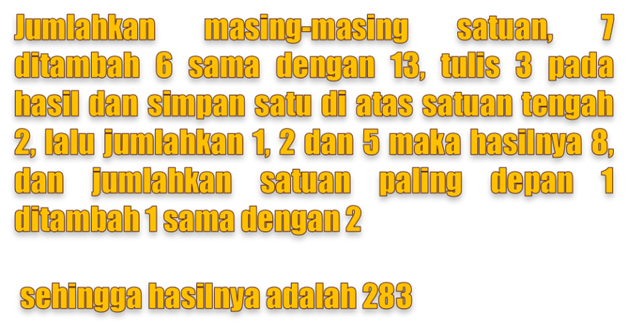 Jumlahkan masing-masing satuan, 7
ditambah 6 sama dengan 13, tulis 3 pada
hasil dan simpan satu di atas satuan tengah
2, lalu jumlahkan 1, 2 dan 5 maka hasilnya 8,
dan jumlahkan satuan paling depan 1
ditambah 1 sama dengan 2
sehingga hasilnya adalah 283